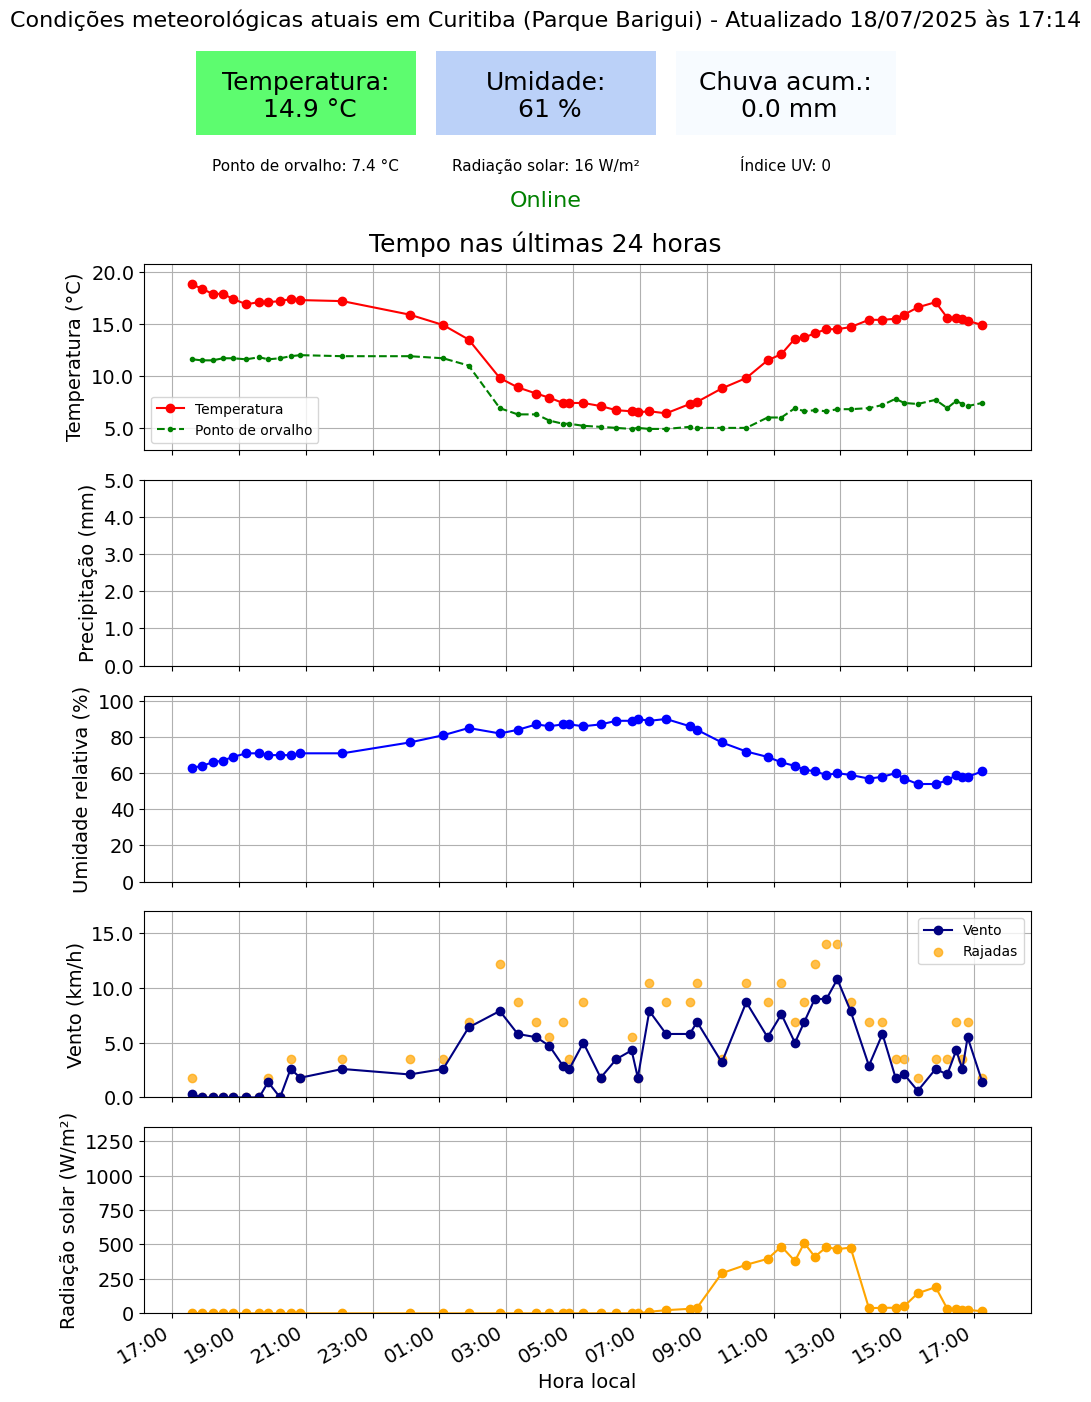 Condições meteorológicas atuais em Curitiba (Parque Barigui) - Atualizado 18/07/2025 às 17:14
Temperatura:
14.9 °C
Umidade:
61 %
Chuva acum.:
0.0 mm
Ponto de orvalho: 7.4 °C
Radiação solar: 16 W/m²
Índice UV: 0
Online
Tempo nas últimas 24 horas
Temperatura (°C)
20.0
15.0
10.0
5.0
Temperatura
Ponto de orvalho
Precipitação (mm)
5.0
4.0
3.0
2.0
1.0
0.0
Umidade relativa (%)
100
80
60
40
20
0
Vento (km/h)
15.0
10.0
5.0
0.0
Vento
Rajadas
Radiação solar (W/m²)
1250
1000
750
500
250
0
17:00 19:00 21:00 23:00 01:00 03:00 05:00 07:00 09:00 11:00 13:00 15:00 17:00
Hora local